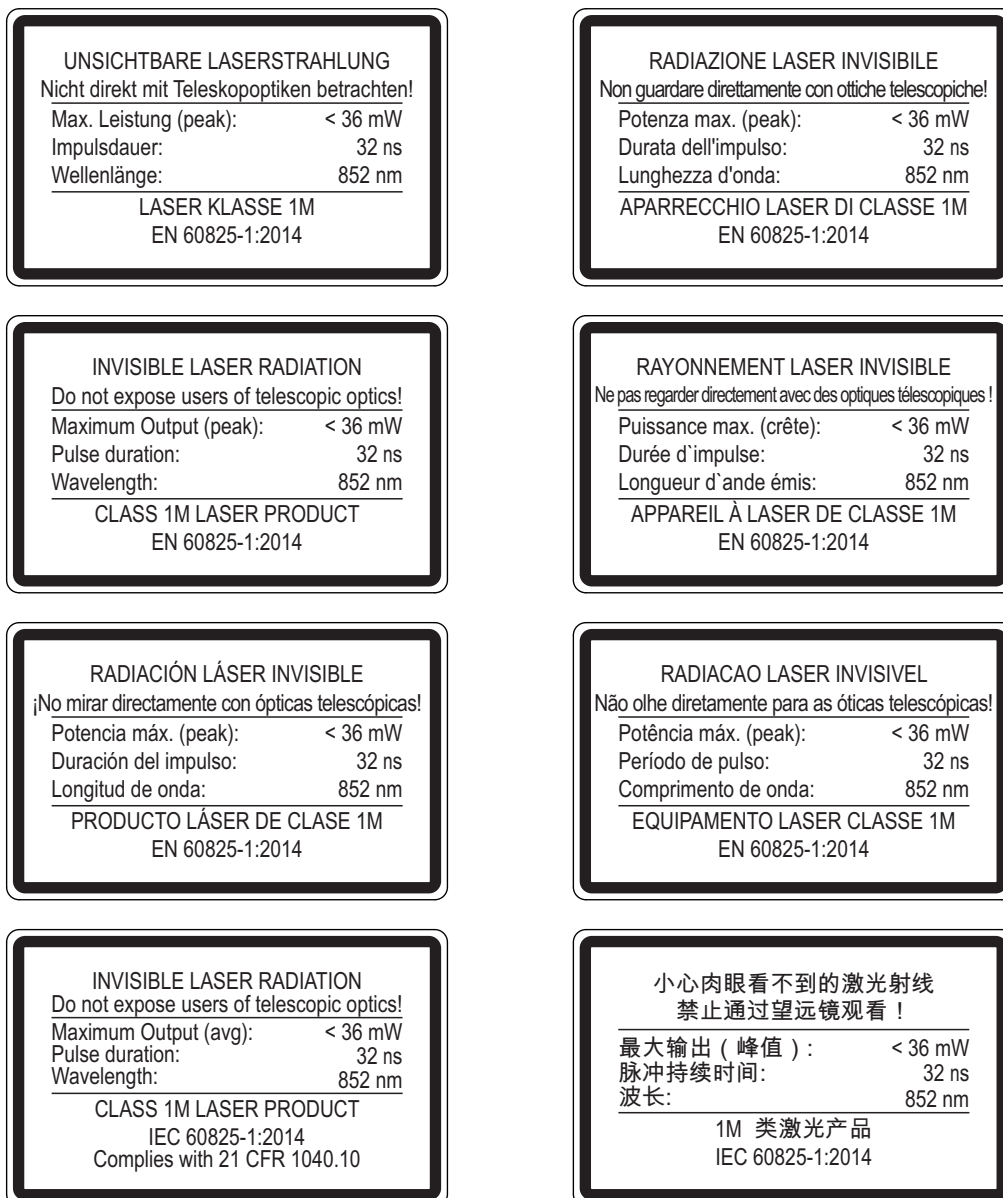 UNSICHTBARE LASERSTRAHLUNG
Nicht direkt mit Teleskopoptiken betrachten!
Max. Leistung (peak): < 36 mW
Impulsdauer: 32 ns
Wellenlänge: 852 nm
LASER KLASSE 1M
EN 60825-1:2014
RADIAZIONE LASER INVISIBILE
Non guardare direttamente con ottiche telescopiche!
Potenza max. (peak): < 36 mW
Durata dell'impulso: 32 ns
Lunghezza d'onda: 852 nm
APARRECCHIO LASER DI CLASSE 1M
EN 60825-1:2014
INVISIBLE LASER RADIATION
Do not expose users of telescopic optics!
Maximum Output (peak): < 36 mW
Pulse duration: 32 ns
Wavelength: 852 nm
CLASS 1M LASER PRODUCT
EN 60825-1:2014
RAYONNEMENT LASER INVISIBLE
Ne pas regarder directement avec des optiques télescopiques !
Puissance max. (crête): < 36 mW
Durée d`impulse: 32 ns
Longueur d`ande émis: 852 nm
APPAREIL À LASER DE CLASSE 1M
EN 60825-1:2014
RADIACIÓN LÁSER INVISIBLE
¡No mirar directamente con ópticas telescópicas!
Potencia máx. (peak): < 36 mW
Duración del impulso: 32 ns
Longitud de onda: 852 nm
PRODUCTO LÁSER DE CLASE 1M
EN 60825-1:2014
RADIACAO LASER INVISIVEL
Não olhe diretamente para as óticas telescópicas!
Potência máx. (peak): < 36 mW
Período de pulso: 32 ns
Comprimento de onda: 852 nm
EQUIPAMENTO LASER CLASSE 1M
EN 60825-1:2014
INVISIBLE LASER RADIATION
Do not expose users of telescopic optics!
Maximum Output (avg): < 36 mW
Pulse duration: 32 ns
Wavelength: 852 nm
CLASS 1M LASER PRODUCT
IEC 60825-1:2014
Complies with 21 CFR 1040.10
小心肉眼看不到的激光射线
禁止通过望远镜观看！
最大输出（峰值）: < 36 mW
脉冲持续时间: 32 ns
波长: 852 nm
1M 类激光产品
IEC 60825-1:2014